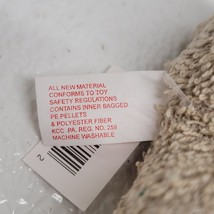 ALL NEW MATERIAL
CONFORMS TO TOY
SAFETY REGULATIONS
CONTAINS INNER BAGGED
PE.PELLETS
& POLYESTER FIBER
KCC. PA. REG. NO. 258
MACHINE WASHABLE
2